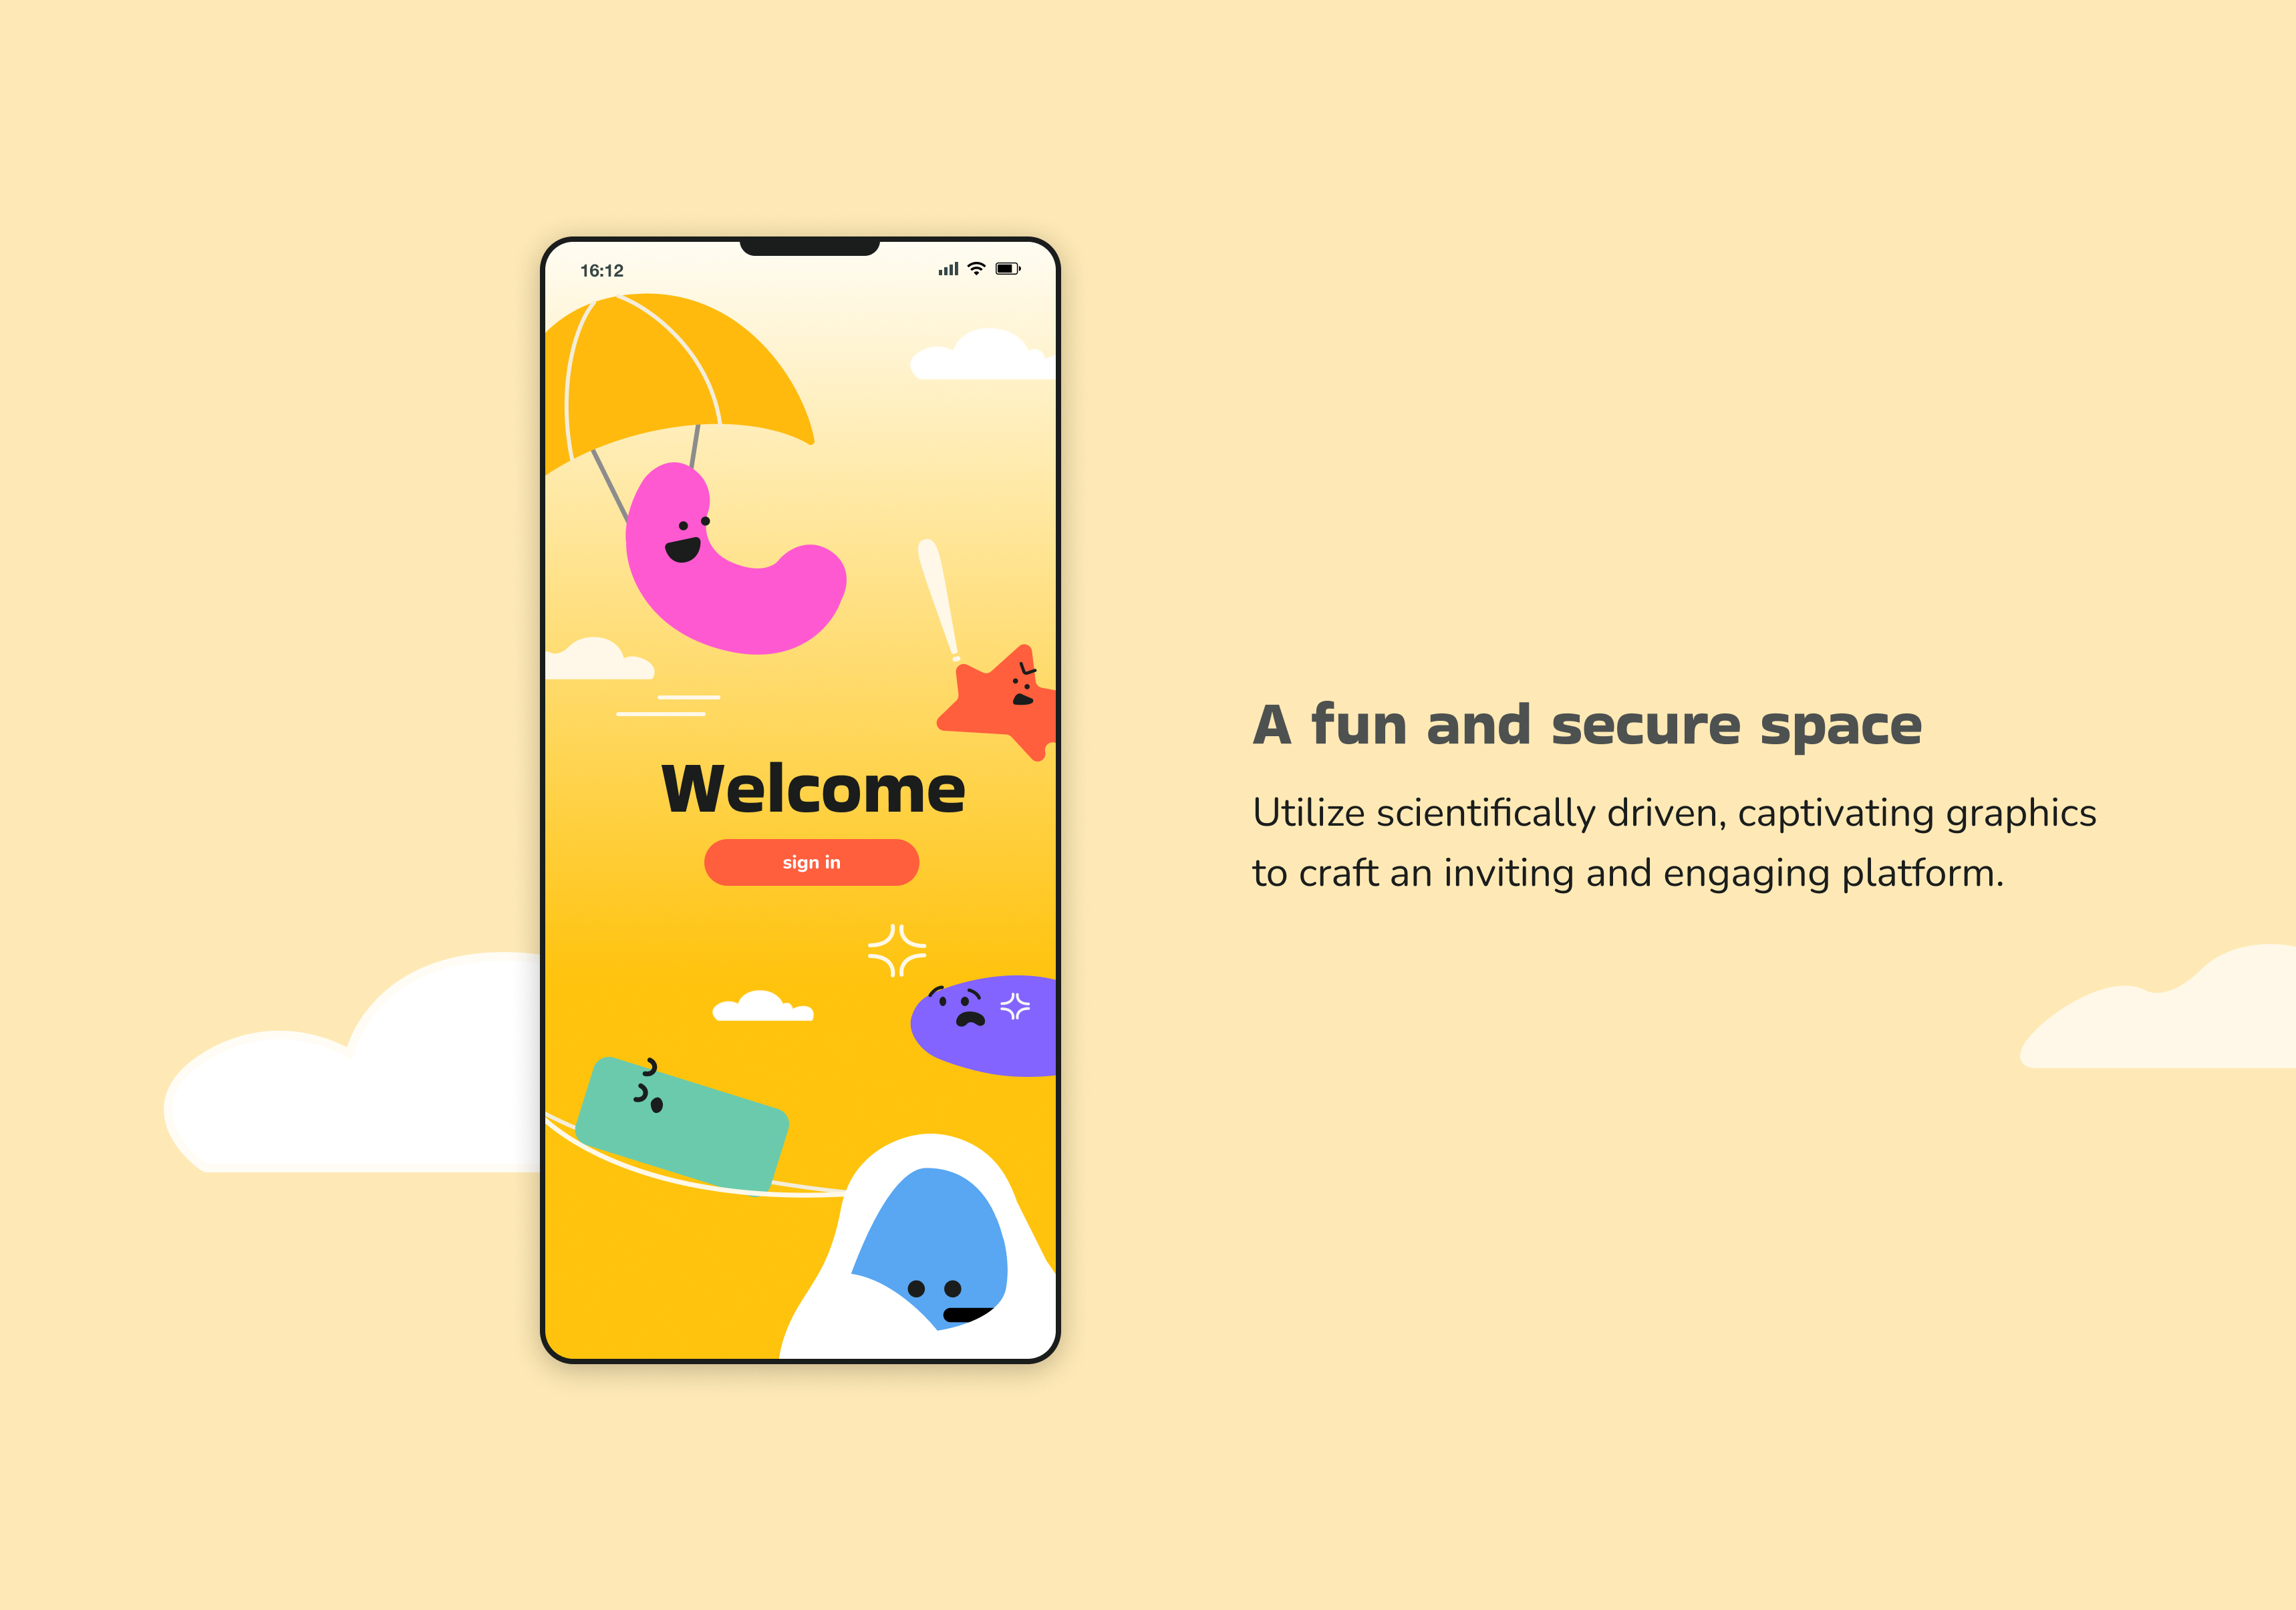 16:12
Welcome
sign in
A fun and secure space
Utilize scientifically driven, captivating graphics
to craft an inviting and engaging platform.